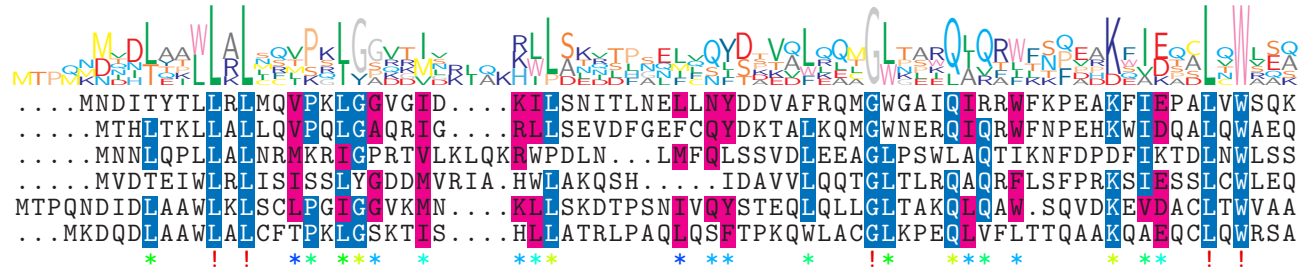 ....MNDITYTLLRLMQVPKLGGVGID....KILSNITLNELLNYDDVAFRQMGWGAIQIRRWFKPEAKFIEPALVWSQK
.....MTHLTKLLALLQVPQLGAQRIG....RLLSEVDFGEFCQYDKTALKQMGWNERQIQRWFNPEHKWIDQALQWAEQ
.....MNNLQPLLALNRMKRIGPRTVLKLQKRWPDLN...LMFQLSSVDLEEAGLPSWLAQTIKNFDPDFIKTDLNWLSS
.....MVDTEIWLRLISISSLYGDDMVRIA.HWLAKQSH.....IDAVVLQQTGLTLRQAQRFLSFPRKSIESSLCWLEQ
MTPQNDIDLAAWLKLSCLPGIGGVKMN....KLLSKDTPSNIVQYSTEQLQLLGLTAKQLQAW.SQVDKEVDACLTWVAA
...MKDQDLAAWLALCFTPKLGSKTIS....HLLATRLPAQLQSFTPKQWLACGLKPEQLVFLTTQAAKQAEQCLQWRSA
* ! ! ** *** * *** * ** * ! *** * * ** ! !